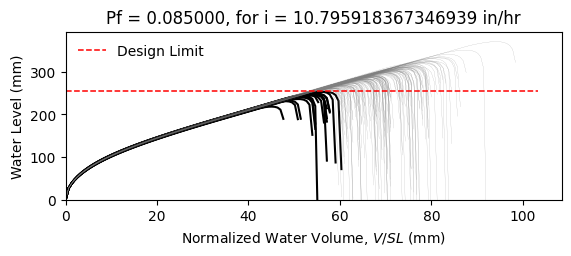 Pf = 0.085000, for i = 10.795918367346939 in/hr
Design Limit
Water Level (mm)
300
200
100
0
0 20 40 60 80 100
Normalized Water Volume, V/SL (mm)